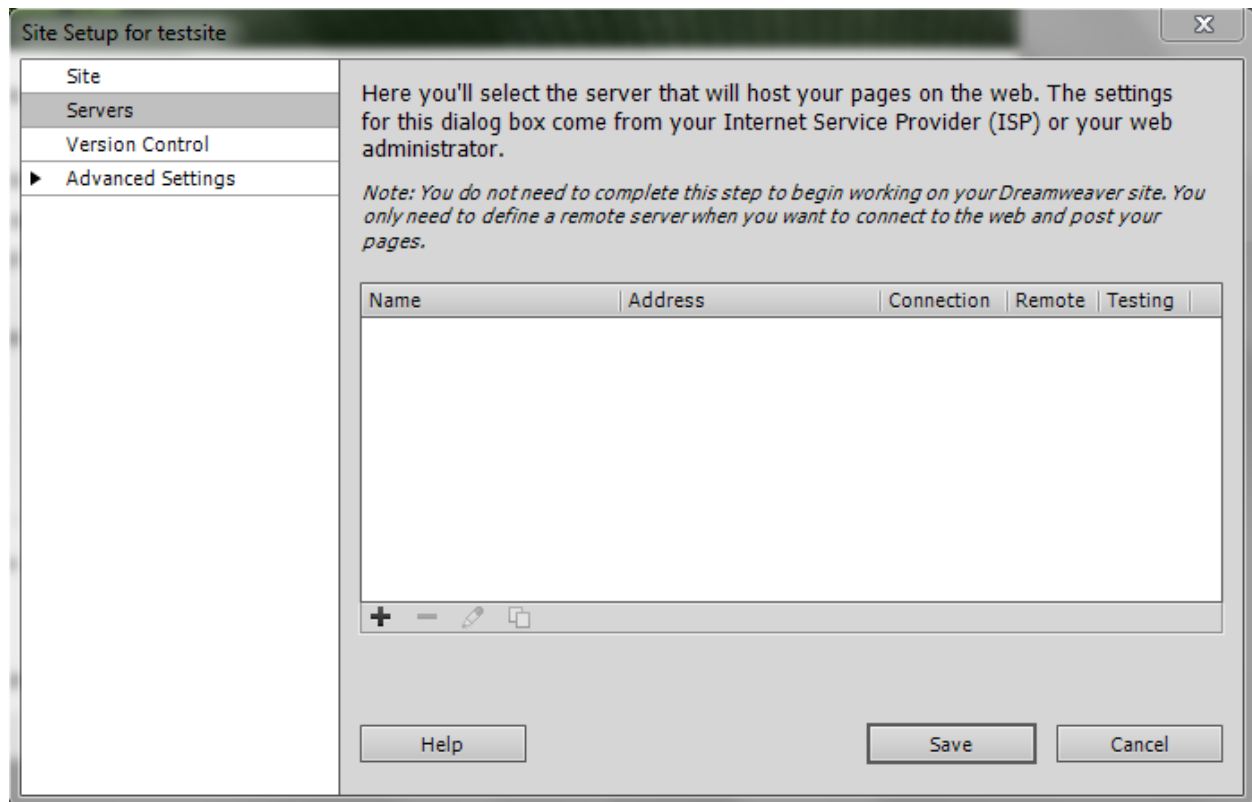 Site Setup for testsite
Site
Servers
Version Control
Advanced Settings
Here you'll select the server that will host your pages on the web. The settings
for this dialog box come from your Internet Service Provider (ISP) or your web
administrator.
Note: You do not need to complete this step to begin working on your Dreamweaver site. You
only need to define a remote server when you want to connect to the web and post your
pages.
Name Address Connection Remote Testing
Help Save Cancel